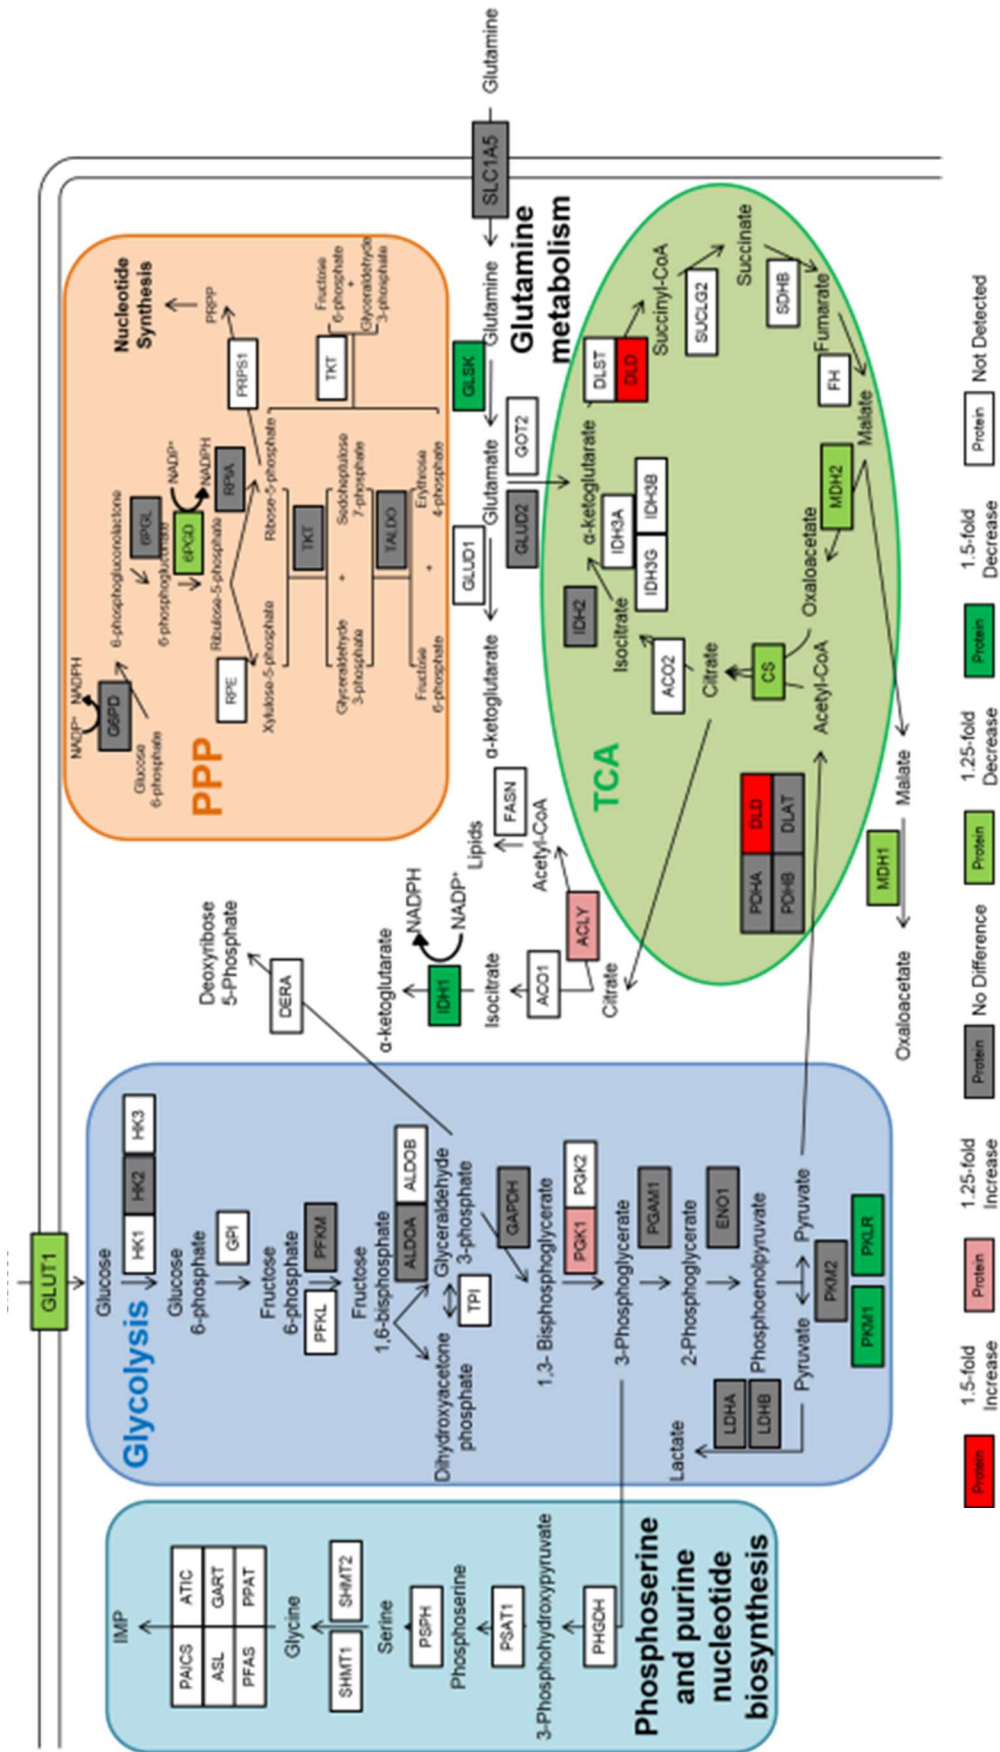 GLUT1
Glycolysis
Glucose
HK1
HK2
HK3
Glucose
6-phosphate
GPI
Fructose
6-phosphate
PFKL
PFKM
Fructose
1,6-bisphosphate
ALDOA
ALDOB
Dihydroxyacetone
phosphate
Glyceraldehyde
3-phosphate
TPI
GAPDH
1,3- Bisphosphoglycerate
PGK1
PGK2
3-Phosphoglycerate
PGAM1
2-Phosphoglycerate
ENO1
Phosphoenolpyruvate
Lactate
LDHA
LDHB
Pyruvate
Pyruvate
PKM2
PKM1
PKLR
IMP
PAICS
ATIC
ASL
GART
PFAS
PPAT
Glycine
SHMT1
SHMT2
Serine
PSPH
Phosphoserine
PSAT1
3-Phosphohydroxypyruvate
PHGDH
Phosphoserine
and purine
nucleotide
biosynthesis
Deoxyribose
5-Phosphate
DERA
α-ketoglutarate
NADPH
IDH1
NADP⁺
Isocitrate
ACO1
ACLY
Citrate
Lipids
FASN
Acetyl-CoA
PPP
NADP⁺
NADPH
G6PD
Glucose
6-phosphate
6-phosphogluconolactone
6PGL
6-phosphogluconate
NADP⁺
6PGD
NADPH
Ribulose-5-phosphate
RPE
RPIA
Xylulose-5-phosphate
Ribose-5-phosphate
PRPS1
PRPP
Nucleotide
Synthesis
TKT
Glyceraldehyde
3-phosphate
+
Sedoheptulose
7-phosphate
TALDO
Fructose
6-phosphate
+
Erythrose
4-phosphate
TKT
Fructose
6-phosphate
+
Glyceraldehyde
3-phosphate
α-ketoglutarate
GLUD1
Glutamate
GLSK
Glutamine
SLC1A5
Glutamine
GLUD2
GOT2
Glutamine
metabolism
TCA
IDH2
α-ketoglutarate
IDH3A
IDH3G
IDH3B
Isocitrate
ACO2
Citrate
CS
Acetyl-CoA
Oxaloacetate
MDH2
Malate
FH
Fumarate
SDHB
Succinate
SUCLG2
Succinyl-CoA
DLST
DLD
PDHA
DLD
PDHB
DLAT
Malate
MDH1
Oxaloacetate
Protein
1.5-fold
Increase
Protein
1.25-fold
Increase
Protein
No Difference
Protein
1.25-fold
Decrease
Protein
1.5-fold
Decrease
Protein
Not Detected